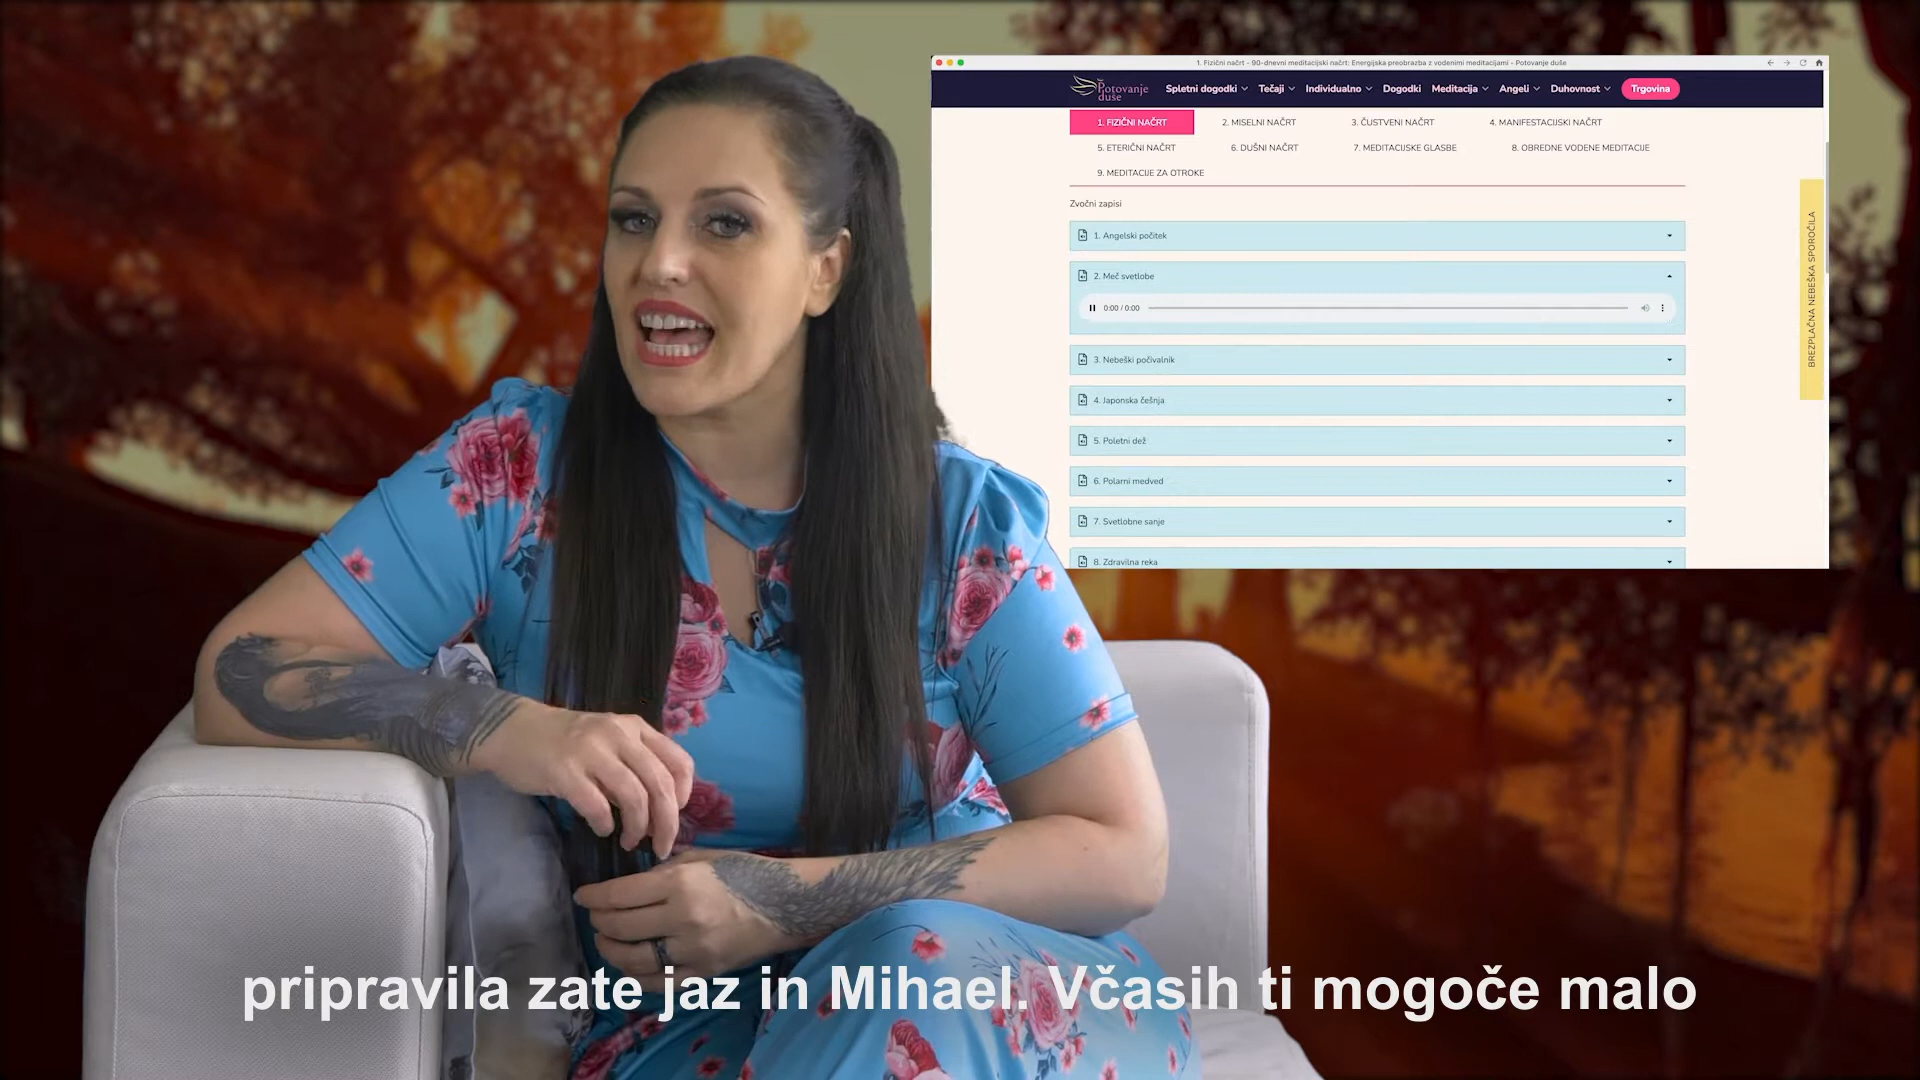 1. Fizični načrt - 90-dnevni meditacijski načrt: Energijska preobrazba z vodenimi meditacijami - Potovanje duše
Potovanje
duše
Spletni dogodki Tečaji Individualno Dogodki Meditacija Angeli Duhovnost Trgovina
1. FIZIČNI NAČRT 2. MISELNI NAČRT 3. ČUSTVENI NAČRT 4. MANIFESTACIJSKI NAČRT
5. ETERIČNI NAČRT 6. DUŠNI NAČRT 7. MEDITACIJSKE GLASBE 8. OBREDNE VODENE MEDITACIJE
9. MEDITACIJE ZA OTROKE
Zvočni zapisi
1. Angelski počitek
2. Meč svetlobe
0:00 / 0:00
3. Nebeški počivalnik
4. Japonska češnja
5. Poletni dež
6. Polarni medved
7. Svetlobne sanje
8. Zdravilna reka
BREZPLAČNA NEBEŠKA SPOROČILA
pripravila zate jaz in Mihael. Včasih ti mogoče malo